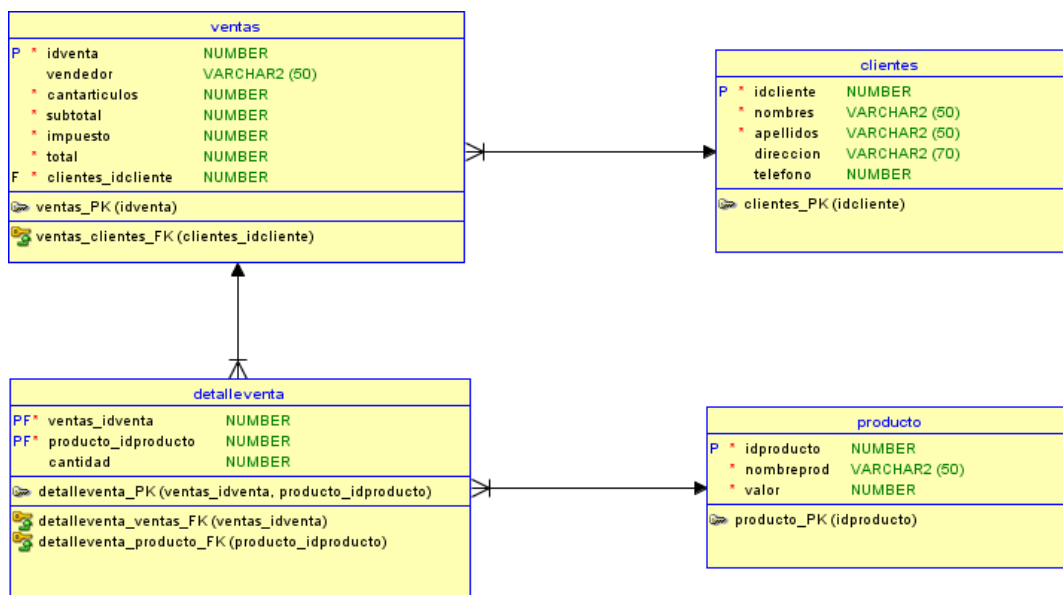 ventas
P * idventa NUMBER
vendedor VARCHAR2 (50)
* cantarticulos NUMBER
* subtotal NUMBER
* impuesto NUMBER
* total NUMBER
F * clientes_idcliente NUMBER
ventas_PK (idventa)
ventas_clientes_FK (clientes_idcliente)
clientes
P * idcliente NUMBER
* nombres VARCHAR2 (50)
* apellidos VARCHAR2 (50)
direccion VARCHAR2 (70)
telefono NUMBER
clientes_PK (idcliente)
detalleventa
PF* ventas_idventa NUMBER
PF* producto_idproducto NUMBER
cantidad NUMBER
detalleventa_PK (ventas_idventa, producto_idproducto)
detalleventa_ventas_FK (ventas_idventa)
detalleventa_producto_FK (producto_idproducto)
producto
P * idproducto NUMBER
* nombreprod VARCHAR2 (50)
* valor NUMBER
producto_PK (idproducto)